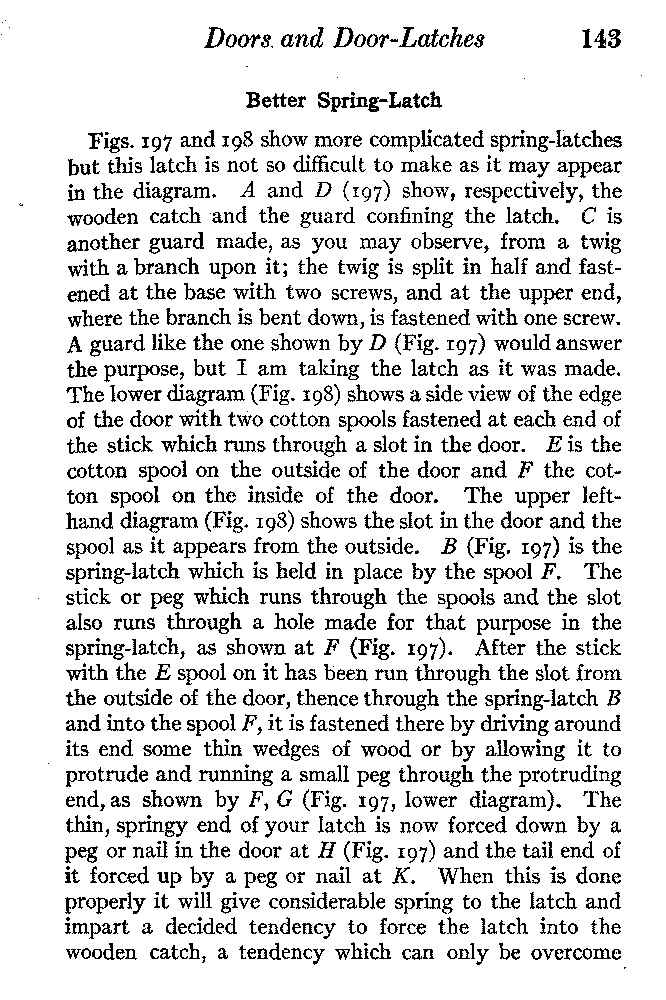 Doors and Door-Latches 143
Better Spring-Latch
Figs. 197 and 198 show more complicated spring-latches
but this latch is not so difficult to make as it may appear
in the diagram. A and D (197) show, respectively, the
wooden catch and the guard confining the latch. C is
another guard made, as you may observe, from a twig
with a branch upon it; the twig is split in half and fast-
ened at the base with two screws, and at the upper end,
where the branch is bent down, is fastened with one screw.
A guard like the one shown by D (Fig. 197) would answer
the purpose, but I am taking the latch as it was made.
The lower diagram (Fig. 198) shows a side view of the edge
of the door with two cotton spools fastened at each end of
the stick which runs through a slot in the door. E is the
cotton spool on the outside of the door and F the cot-
ton spool on the inside of the door. The upper left-
hand diagram (Fig. 198) shows the slot in the door and the
spool as it appears from the outside. B (Fig. 197) is the
spring-latch which is held in place by the spool F. The
stick or peg which runs through the spools and the slot
also runs through a hole made for that purpose in the
spring-latch, as shown at F (Fig. 197). After the stick
with the E spool on it has been run through the slot from
the outside of the door, thence through the spring-latch B
and into the spool F, it is fastened there by driving around
its end some thin wedges of wood or by allowing it to
protrude and running a small peg through the protruding
end, as shown by F, G (Fig. 197, lower diagram). The
thin, springy end of your latch is now forced down by a
peg or nail in the door at H (Fig. 197) and the tail end of
it forced up by a peg or nail at K. When this is done
properly it will give considerable spring to the latch and
impart a decided tendency to force the latch into the
wooden catch, a tendency which can only be overcome